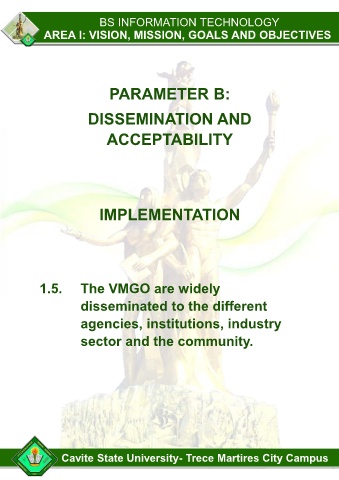 BS INFORMATION TECHNOLOGY
AREA I: VISION, MISSION, GOALS AND OBJECTIVES
PARAMETER B:
DISSEMINATION AND
ACCEPTABILITY
IMPLEMENTATION
1.5. The VMGO are widely
disseminated to the different
agencies, institutions, industry
sector and the community.
Cavite State University- Trece Martires City Campus